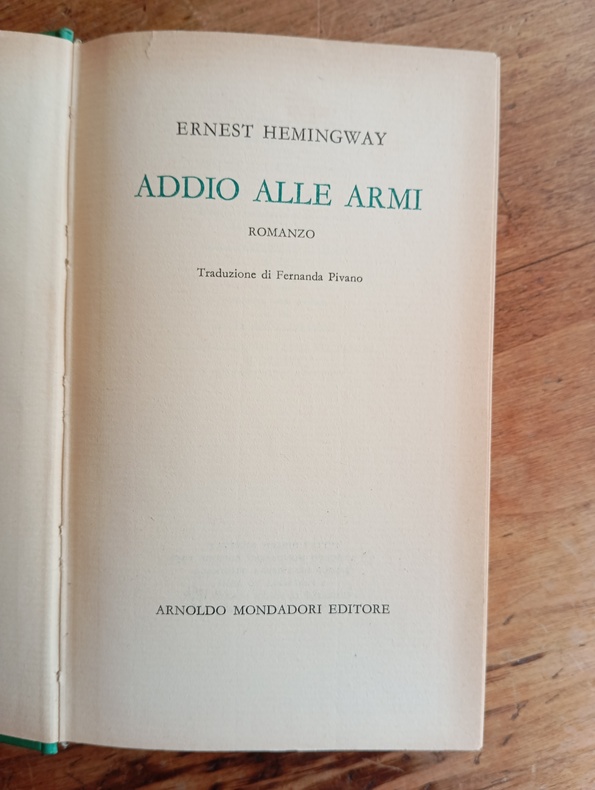 ERNEST HEMINGWAY
ADDIO ALLE ARMI
ROMANZO
Traduzione di Fernanda Pivano
ARNOLDO MONDADORI EDITORE